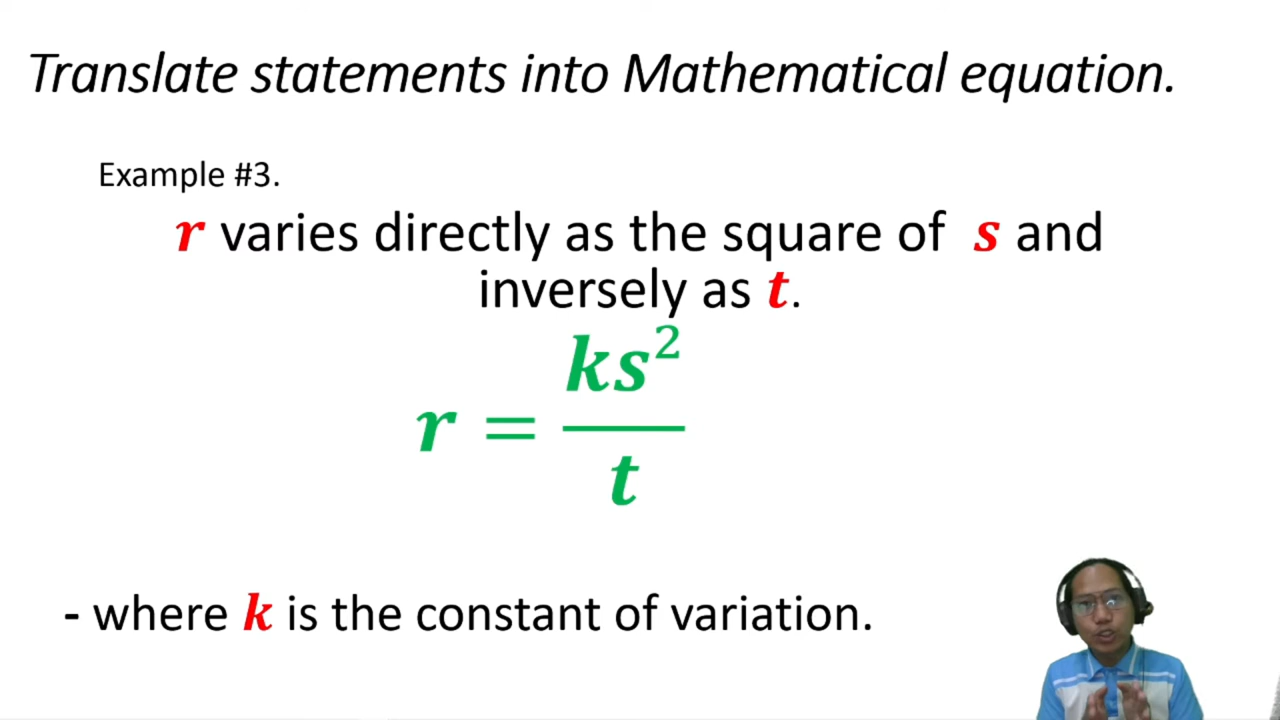 Translate statements into Mathematical equation.
Example #3.
r varies directly as the square of s and
inversely as t.
r = ks²/t
- where k is the constant of variation.